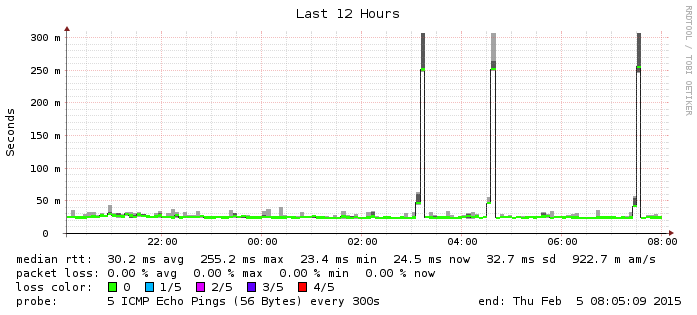 Last 12 Hours
RRDTOOL / TOBI OETIKER
Seconds
300 m
250 m
200 m
150 m
100 m
50 m
0
22:00 00:00 02:00 04:00 06:00 08:00
median rtt: 30.2 ms avg 255.2 ms max 23.4 ms min 24.5 ms now 32.7 ms sd 922.7 m am/s
packet loss: 0.00 % avg 0.00 % max 0.00 % min 0.00 % now
loss color: 0 1/5 2/5 3/5 4/5
probe: 5 ICMP Echo Pings (56 Bytes) every 300s end: Thu Feb 5 08:05:09 2015